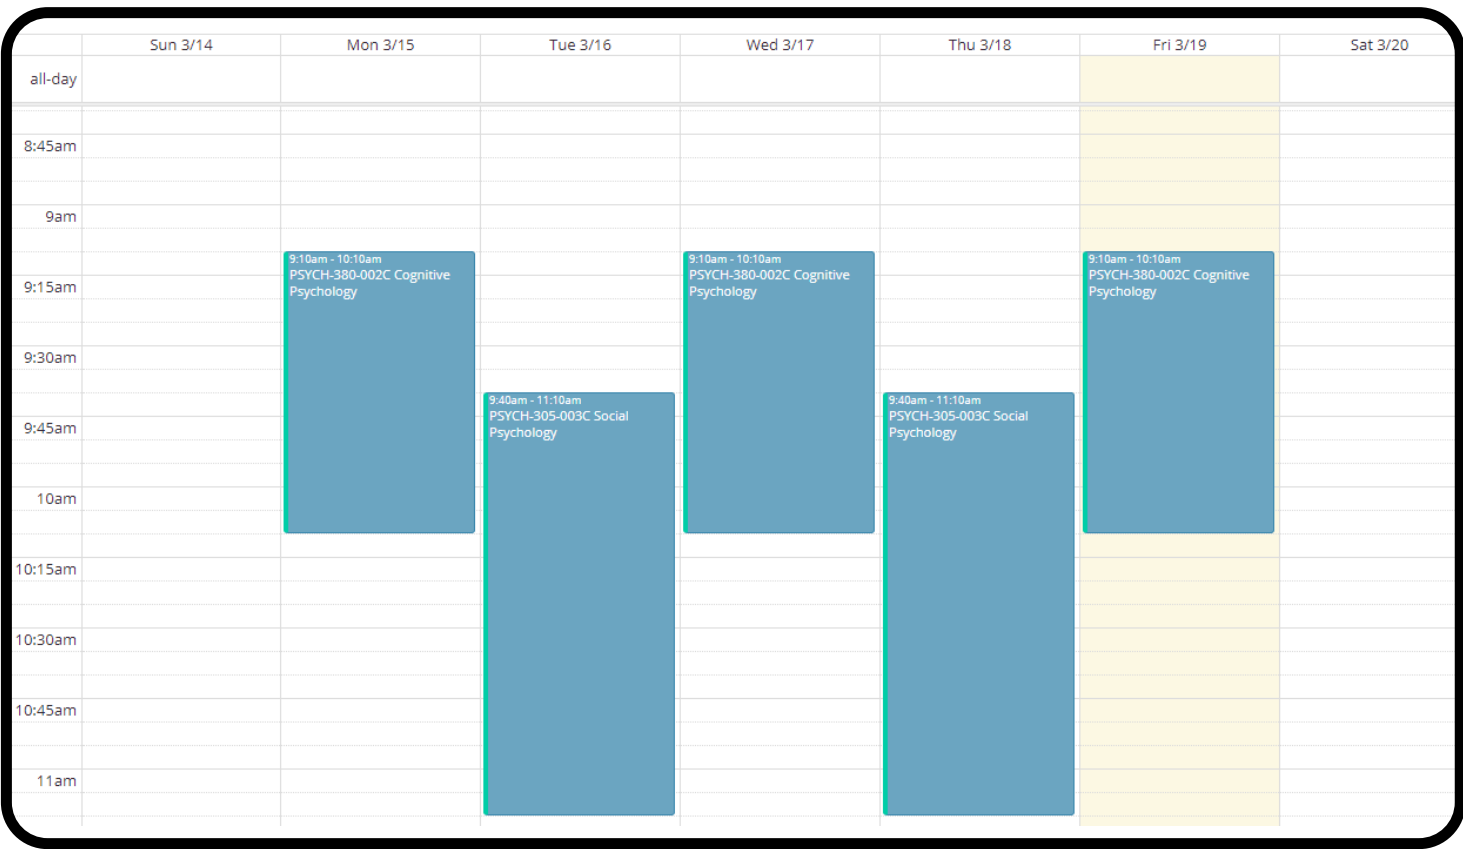 Sun 3/14
Mon 3/15
Tue 3/16
Wed 3/17
Thu 3/18
Fri 3/19
Sat 3/20
all-day
8:45am
9am
9:15am
9:30am
9:45am
10am
10:15am
10:30am
10:45am
11am
9:10am - 10:10am
PSYCH-380-002C Cognitive
Psychology
9:40am - 11:10am
PSYCH-305-003C Social
Psychology
9:10am - 10:10am
PSYCH-380-002C Cognitive
Psychology
9:40am - 11:10am
PSYCH-305-003C Social
Psychology
9:10am - 10:10am
PSYCH-380-002C Cognitive
Psychology